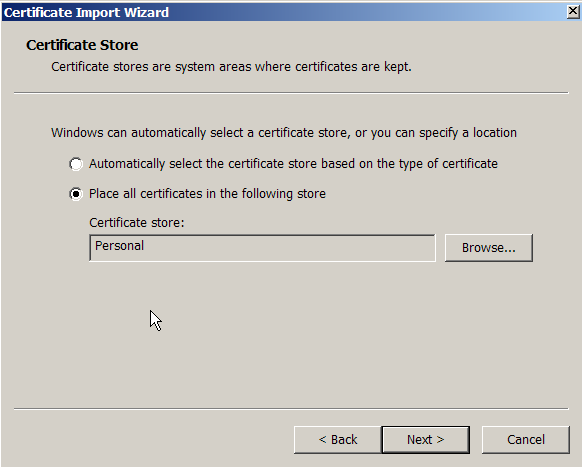 Certificate Import Wizard
Certificate Store
Certificate stores are system areas where certificates are kept.
Windows can automatically select a certificate store, or you can specify a location
Automatically select the certificate store based on the type of certificate
Place all certificates in the following store
Certificate store:
Personal
Browse...
< Back
Next >
Cancel